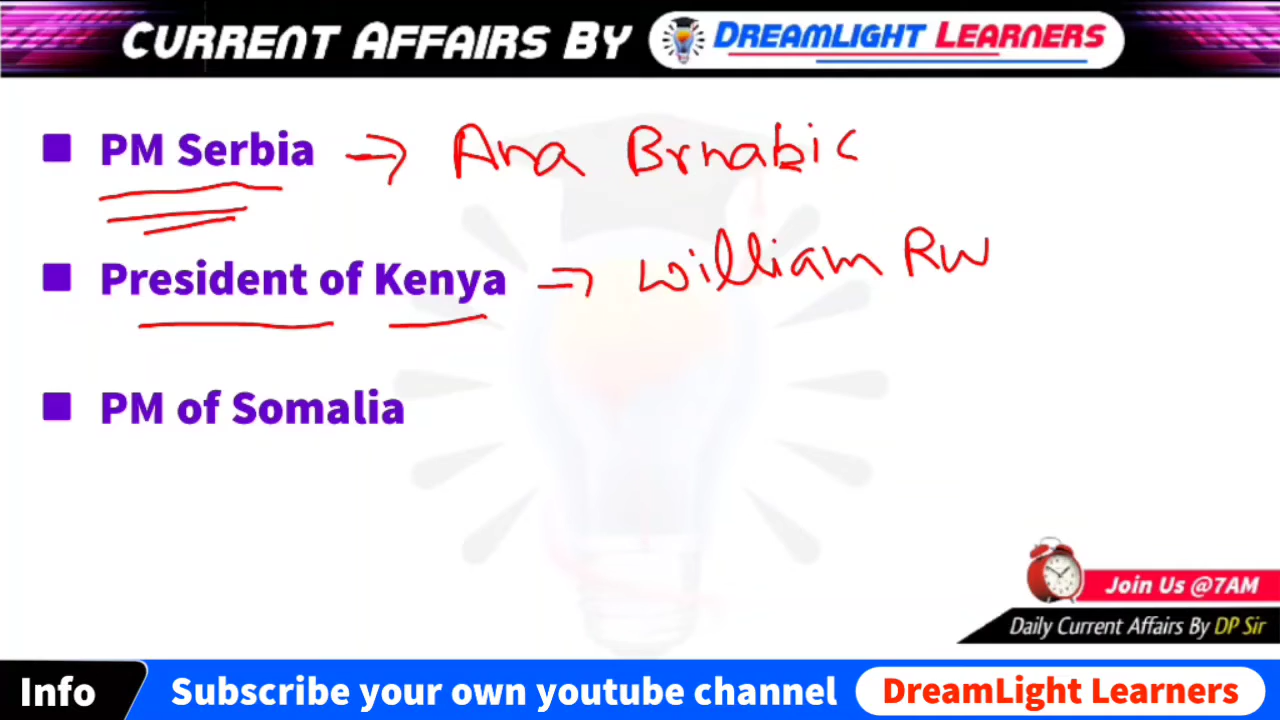 CURRENT AFFAIRS BY DREAMLIGHT LEARNERS
PM Serbia → Ana Brnabic
President of Kenya → William Ru
PM of Somalia
Join Us @7AM
Daily Current Affairs By DP Sir
Info Subscribe your own youtube channel DreamLight Learners